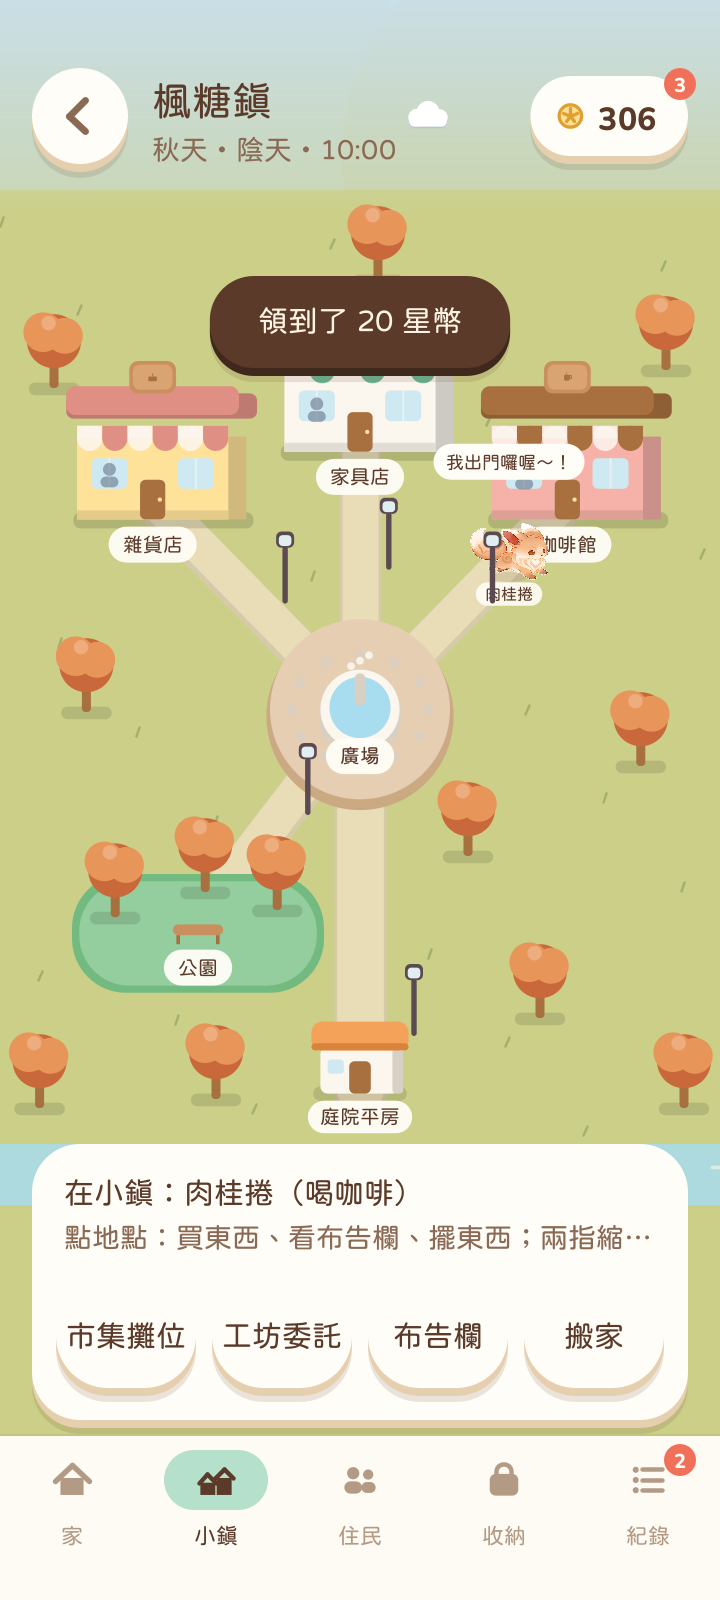 楓糖鎮
秋天・陰天・10:00
306
3
領到了 20 星幣
家具店
我出門囉喔～！
雜貨店
咖啡館
肉桂捲
廣場
公園
庭院平房
在小鎮：肉桂捲（喝咖啡）
點地點：買東西、看布告欄、擺東西；兩指縮…
市集攤位
工坊委託
布告欄
搬家
2
家
小鎮
住民
收納
紀錄